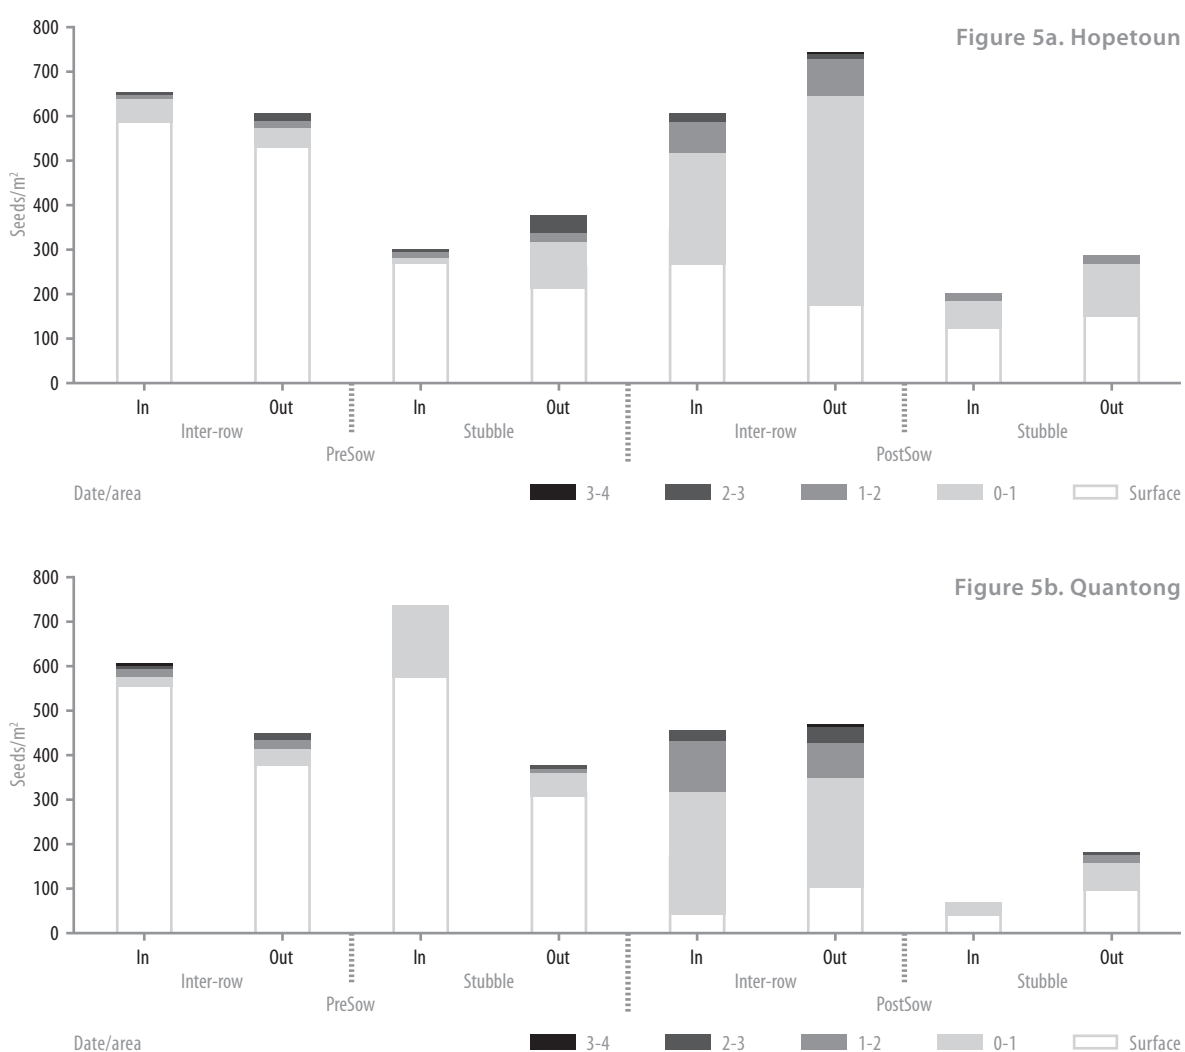 Figure 5a. Hopetoun
800
700
600
500
400
300
200
100
0
Seeds/m²
In Out In Out In Out In Out
Inter-row Stubble Inter-row Stubble
PreSow PostSow
Date/area 3-4 2-3 1-2 0-1 Surface
Figure 5b. Quantong
800
700
600
500
400
300
200
100
0
Seeds/m²
In Out In Out In Out In Out
Inter-row Stubble Inter-row Stubble
PreSow PostSow
Date/area 3-4 2-3 1-2 0-1 Surface